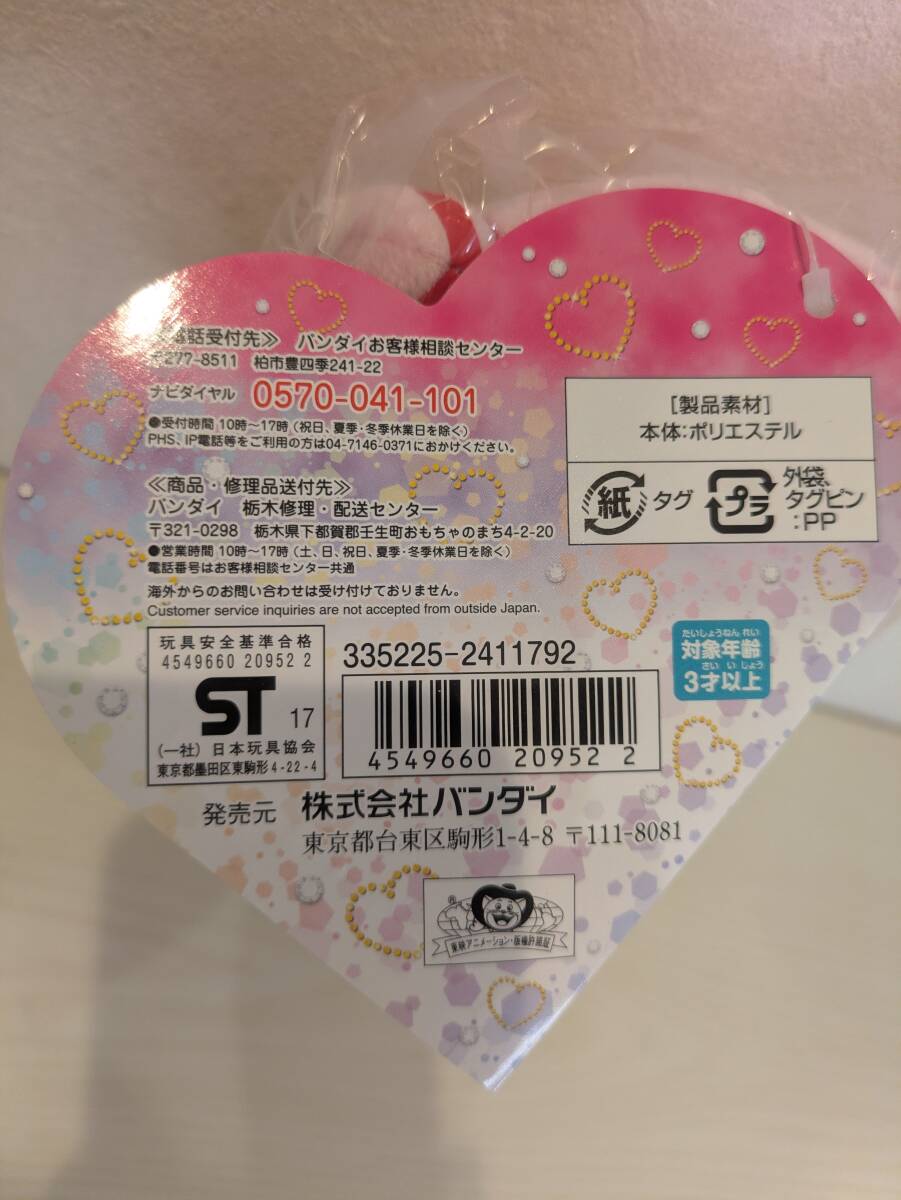 電話受付先≫ バンダイお客様相談センター
〒277-8511 柏市豊四季241-22
ナビダイヤル 0570-041-101
●受付時間 10時～17時(祝日、夏季・冬季休業日を除く)
PHS、IP電話等をご利用の方は04-7146-0371におかけください。
≪商品・修理品送付先≫
バンダイ 栃木修理・配送センター
〒321-0298 栃木県下都賀郡壬生町おもちゃのまち4-2-20
●営業時間 10時～17時(土、日、祝日、夏季・冬季休業日を除く)
電話番号はお客様相談センター共通
海外からのお問い合わせは受け付けておりません。
Customer service inquiries are not accepted from outside Japan.
[製品素材]
本体:ポリエステル
紙 タグ
プラ 外袋、
タグピン
:PP
玩具安全基準合格
4549660 20952 2
ST 17
(一社)日本玩具協会
東京都墨田区東駒形4-22-4
335225-2411792
4549660 209522
たいしょうねんれい
対象年齢
さいいじょう
3才以上
発売元 株式会社バンダイ
東京都台東区駒形1-4-8 〒111-8081
東映アニメーション・版権許諾証